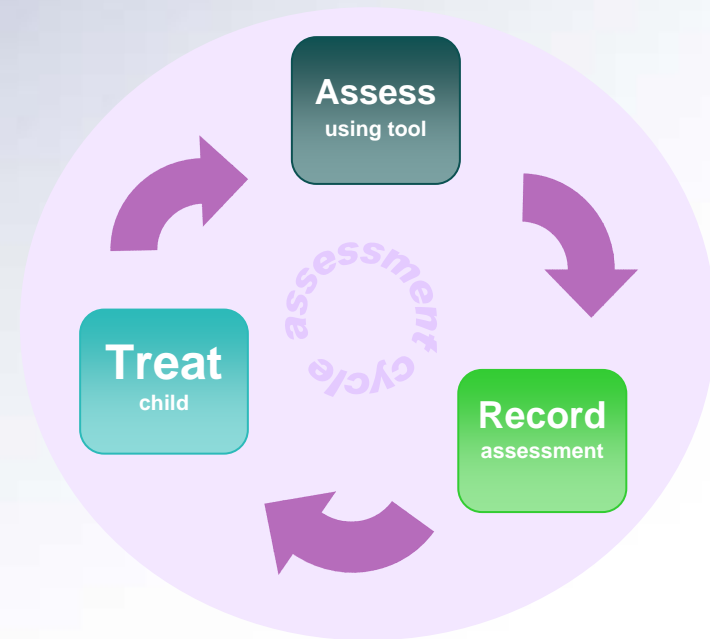 Assess
using tool
assessment cycle
Treat
child
Record
assessment